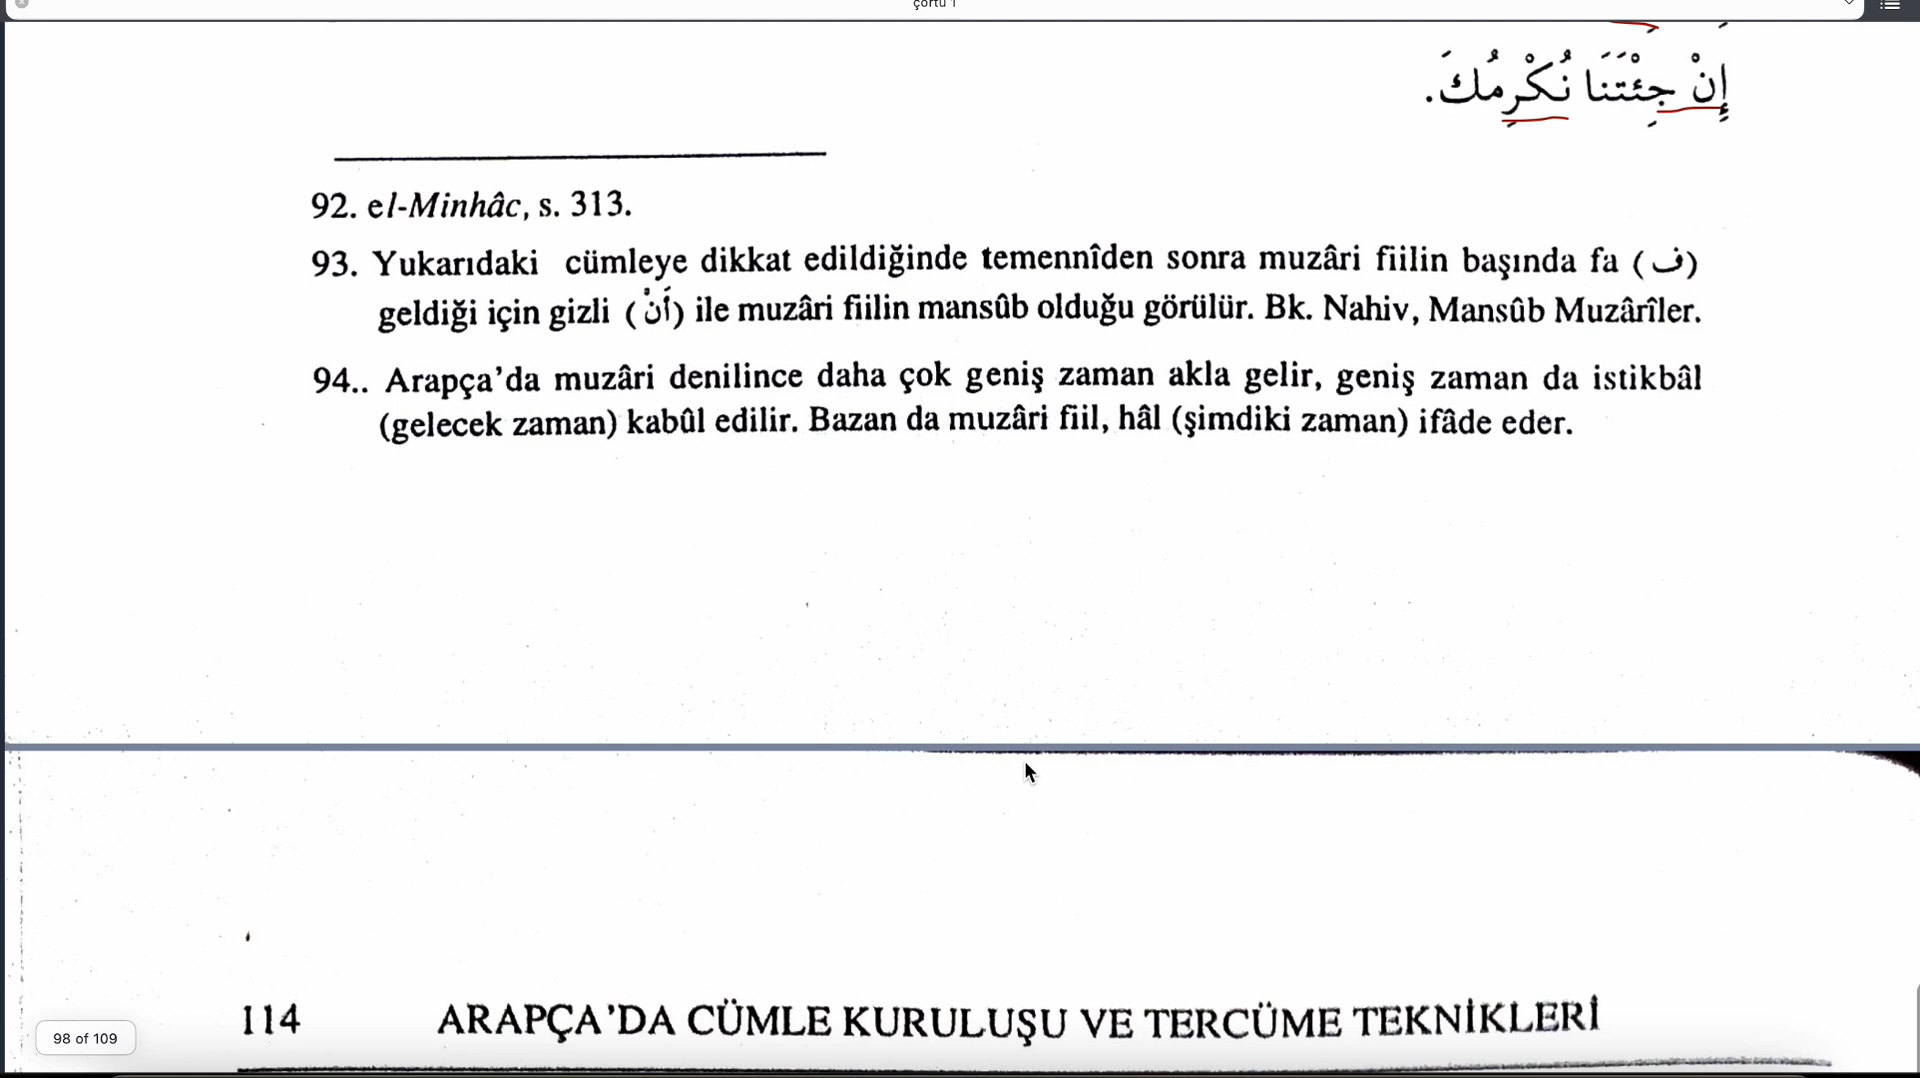 çörtü 1
إِنْ جِئْتَنَا نُكْرِمُكَ.
92. el-Minhâc, s. 313.
93. Yukarıdaki cümleye dikkat edildiğinde temennîden sonra muzâri fiilin başında fa (ف)
geldiği için gizli (أَنْ) ile muzâri fiilin mansûb olduğu görülür. Bk. Nahiv, Mansûb Muzârîler.
94.. Arapça'da muzâri denilince daha çok geniş zaman akla gelir, geniş zaman da istikbâl
(gelecek zaman) kabûl edilir. Bazan da muzâri fiil, hâl (şimdiki zaman) ifâde eder.
114 ARAPÇA'DA CÜMLE KURULUŞU VE TERCÜME TEKNİKLERİ
98 of 109